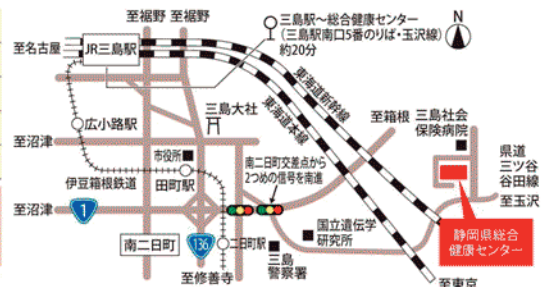 至裾野
至裾野
三島駅～総合健康センター
（三島駅南口5番のりば・玉沢線）
約20分
N
至名古屋
JR三島駅
東海道新幹線
東海道本線
三島大社
至箱根
三島社会
保険病院
広小路駅
県道
三ツ谷
谷田線
至沼津
市役所
南二日町交差点から
2つめの信号を南進
伊豆箱根鉄道
田町駅
至玉沢
至沼津
1
国立遺伝学
研究所
静岡県総合
健康センター
南二日町
136
二日町駅
三島
警察署
至修善寺
至東京